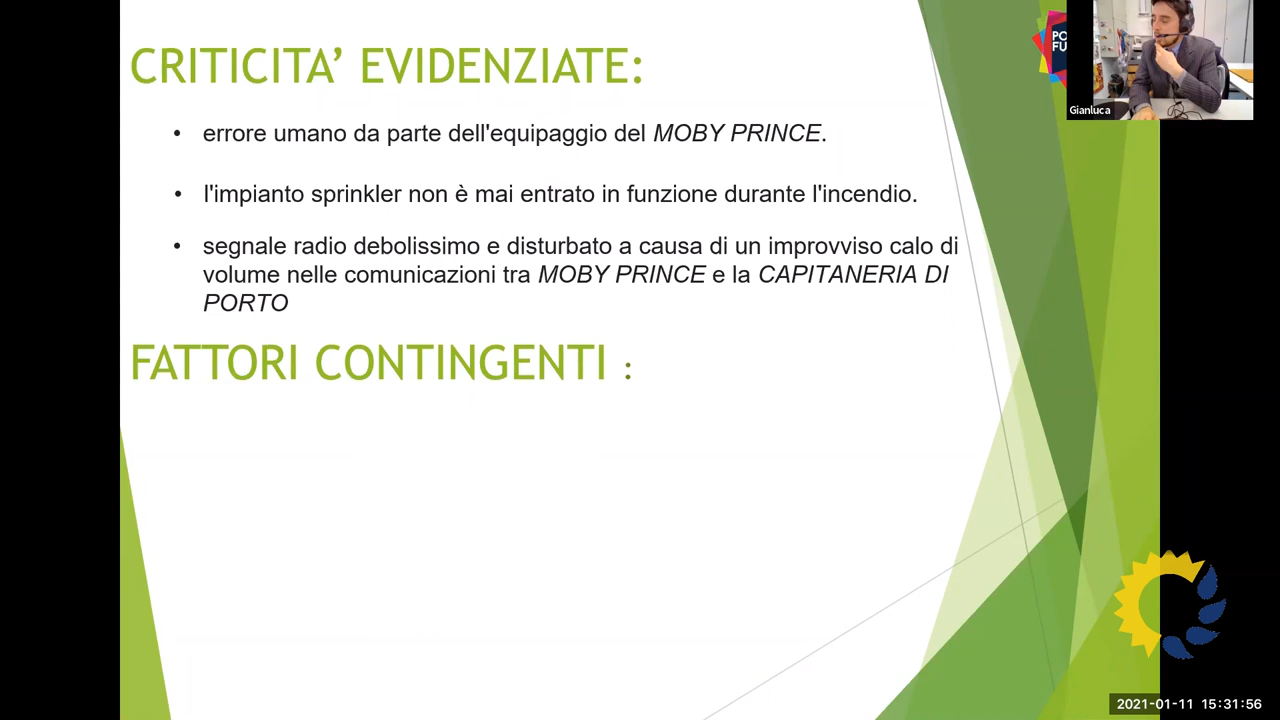 CRITICITA’ EVIDENZIATE:
• errore umano da parte dell'equipaggio del MOBY PRINCE.
• l'impianto sprinkler non è mai entrato in funzione durante l'incendio.
• segnale radio debolissimo e disturbato a causa di un improvviso calo di
volume nelle comunicazioni tra MOBY PRINCE e la CAPITANERIA DI
PORTO
FATTORI CONTINGENTI :
Gianluca
2021-01-11 15:31:56